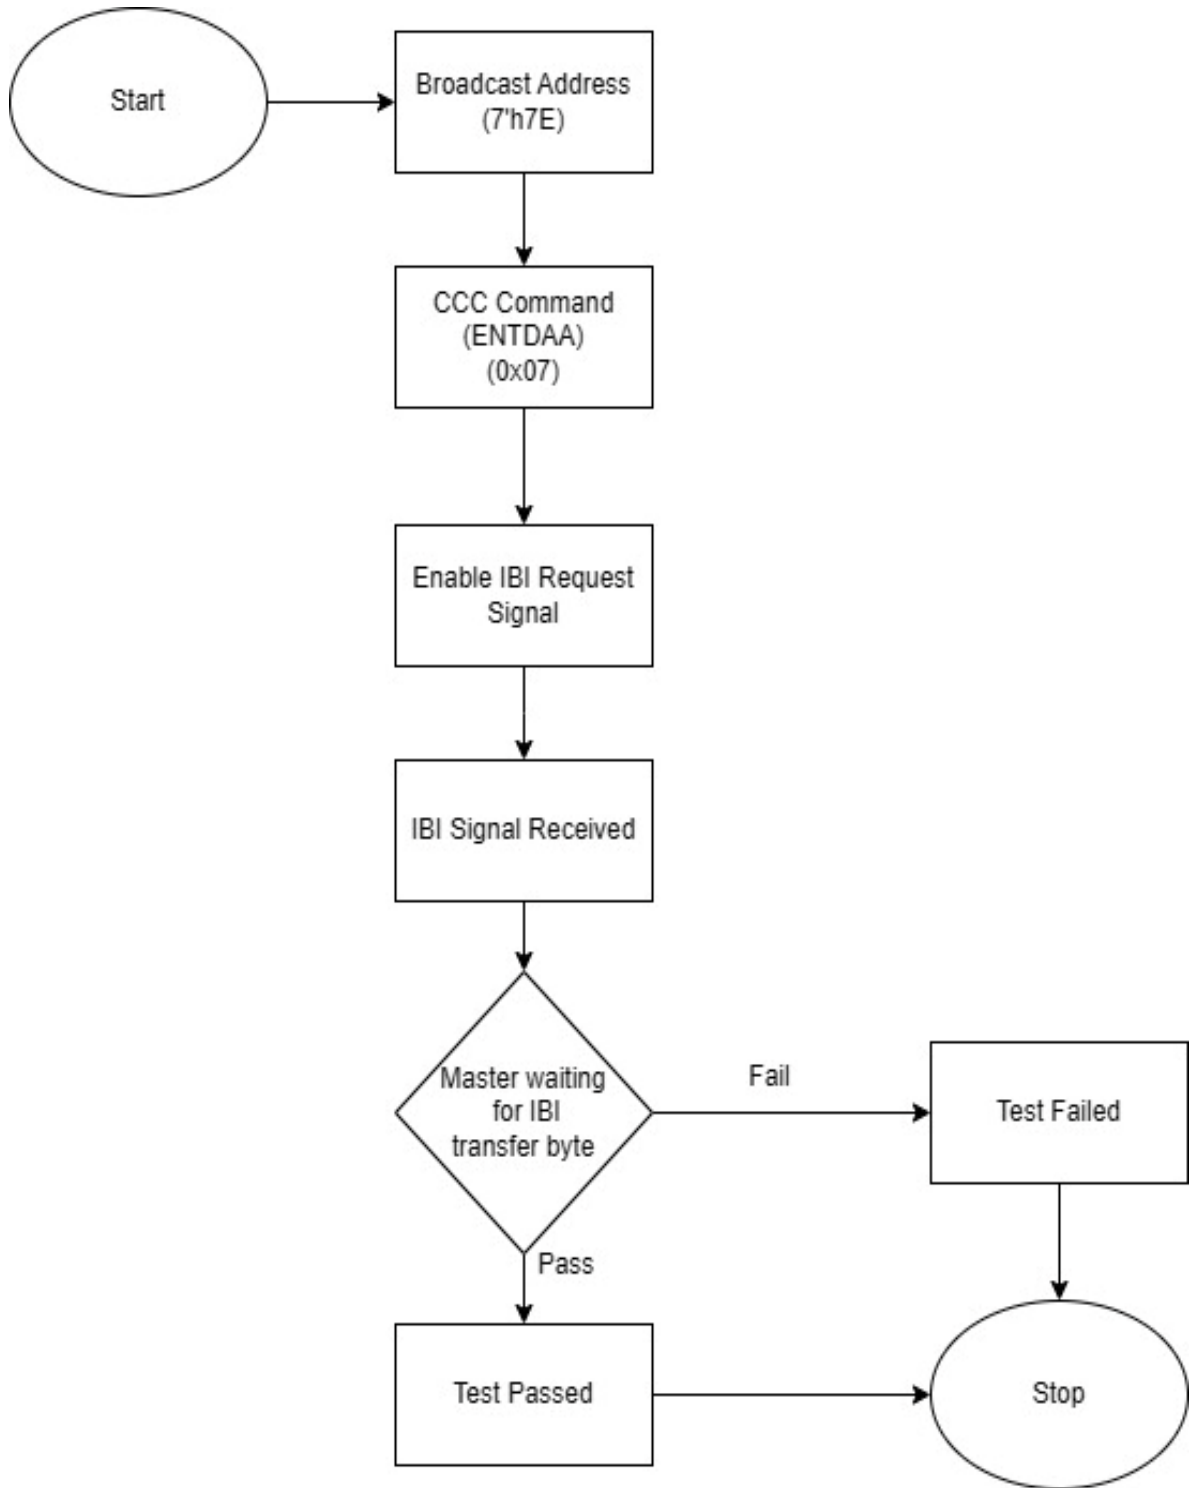 Start
Broadcast Address
(7'h7E)
CCC Command
(ENTDAA)
(0x07)
Enable IBI Request
Signal
IBI Signal Received
Master waiting
for IBI
transfer byte
Fail
Test Failed
Pass
Test Passed
Stop